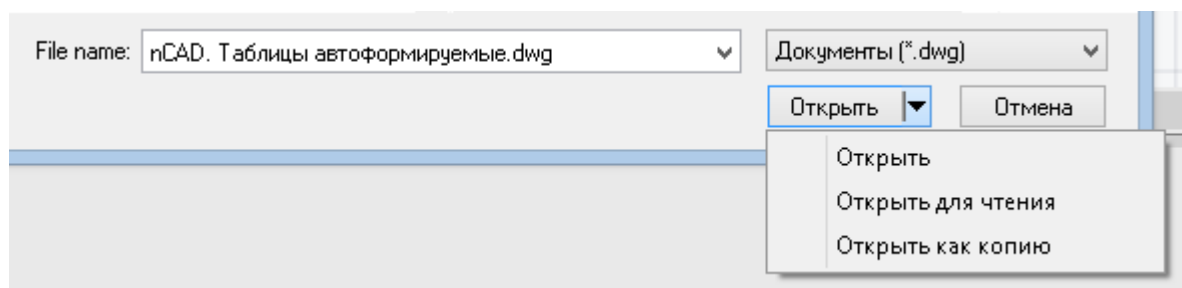 File name: nCAD. Таблицы автоформируемые.dwg Документы (*.dwg)
Открыть Отмена
Открыть
Открыть для чтения
Открыть как копию